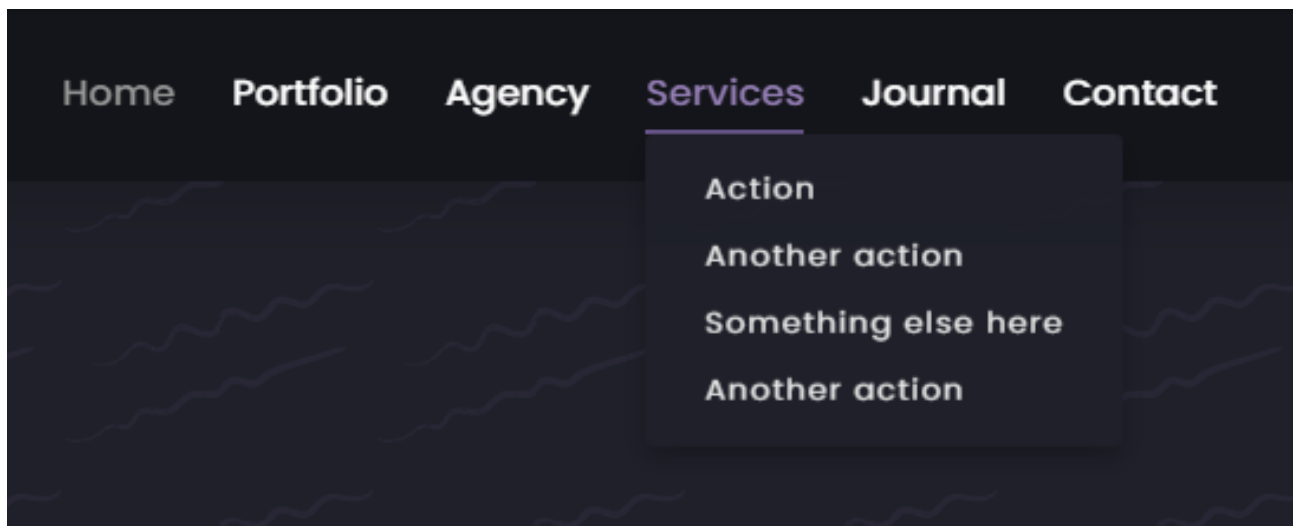 Home Portfolio Agency Services Journal Contact
Action
Another action
Something else here
Another action